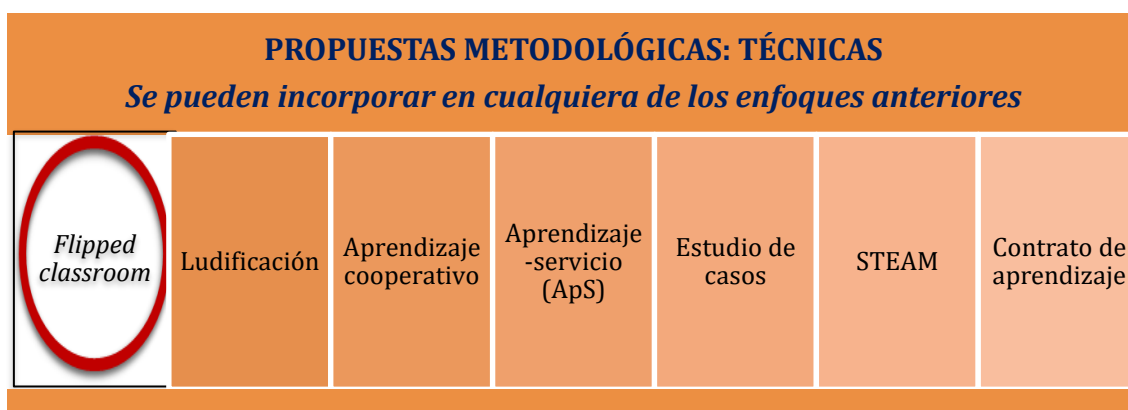 PROPUESTAS METODOLÓGICAS: TÉCNICAS
Se pueden incorporar en cualquiera de los enfoques anteriores
Flipped
classroom
Ludificación
Aprendizaje
cooperativo
Aprendizaje
-servicio
(ApS)
Estudio de
casos
STEAM
Contrato de
aprendizaje